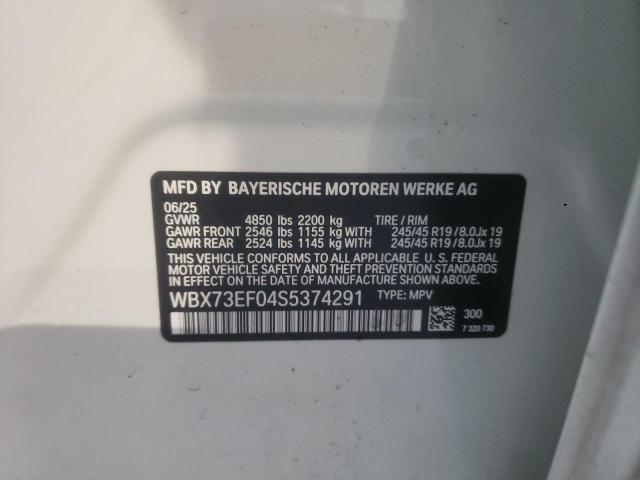 MFD BY BAYERISCHE MOTOREN WERKE AG
06/25
GVWR 4850 lbs 2200 kg TIRE / RIM
GAWR FRONT 2546 lbs 1155 kg WITH 245/45 R19 / 8.0Jx 19
GAWR REAR 2524 lbs 1145 kg WITH 245/45 R19 / 8.0Jx 19
THIS VEHICLE CONFORMS TO ALL APPLICABLE U. S. FEDERAL
MOTOR VEHICLE SAFETY, BUMPER, AND THEFT PREVENTION STANDARDS
IN EFFECT ON THE DATE OF MANUFACTURE SHOWN ABOVE.
WBX73EF04S5374291 TYPE: MPV
300
7 320 730